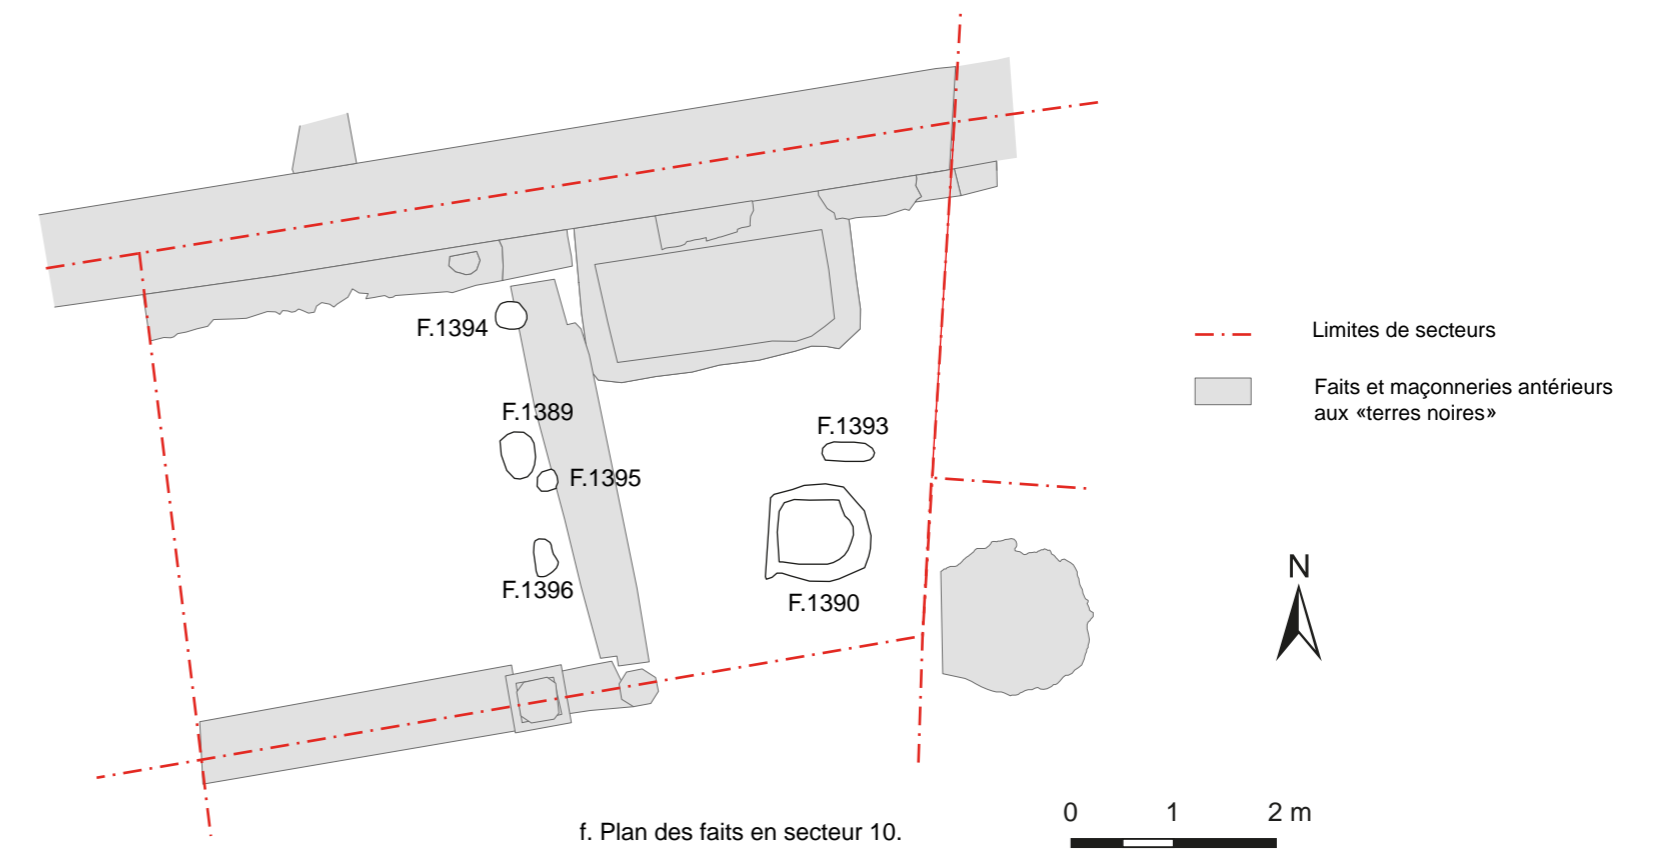 F.1394
F.1389
F.1393
F.1395
F.1396
F.1390
Limites de secteurs
Faits et maçonneries antérieurs
aux «terres noires»
N
0 1 2 m
f. Plan des faits en secteur 10.